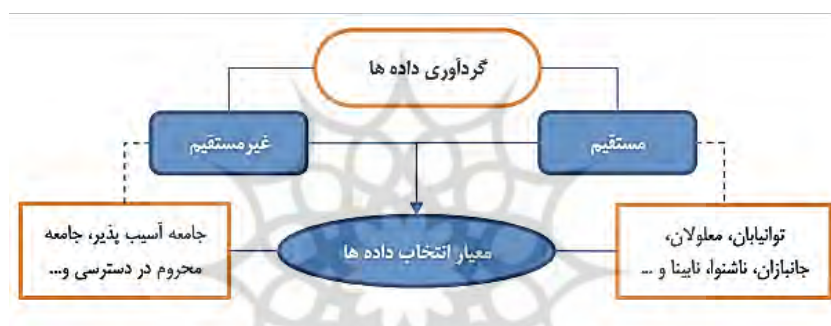 گردآوری داده ها
مستقیم
غیرمستقیم
توانیابان، معلولان،
جانبازان، ناشنوا، نابینا و ...
معیار انتخاب داده ها
جامعه آسیب پذیر، جامعه
محروم در دسترسی و...